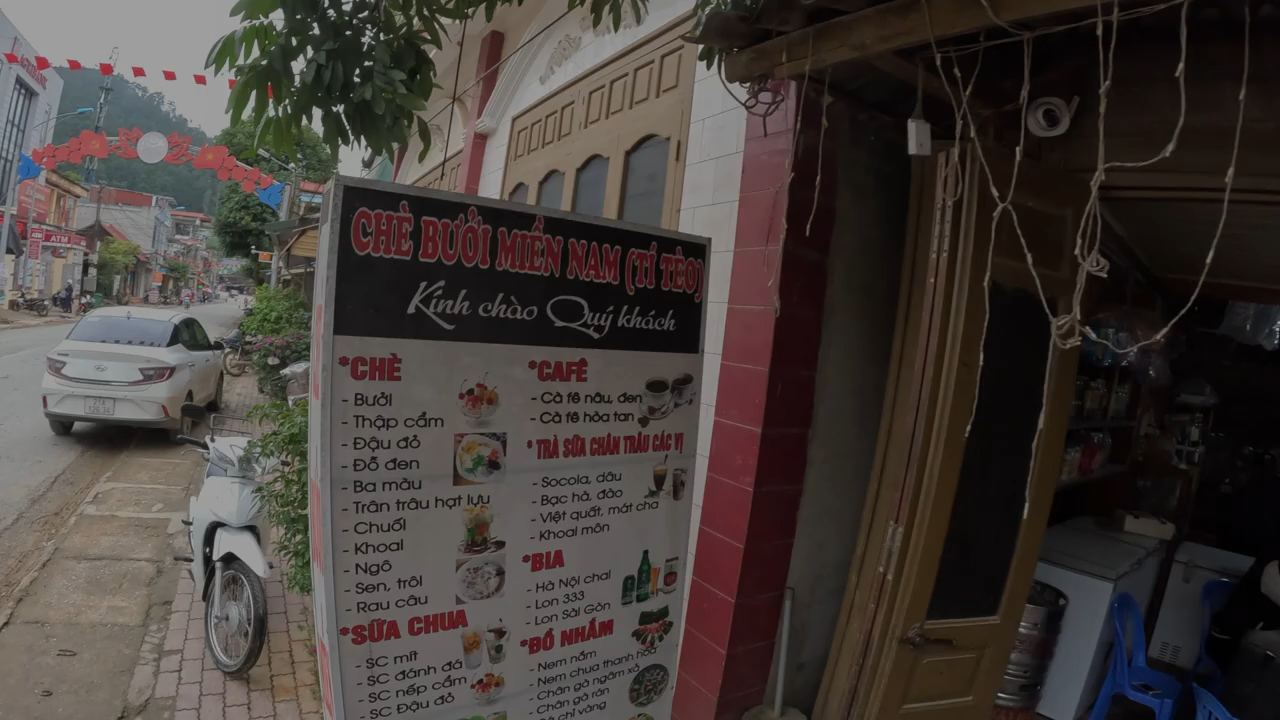 CHÈ BƯỞI MIỀN NAM (TÍ TÈO)
Kính chào Quý khách
*CHÈ
- Bưởi
- Thập cẩm
- Đậu đỏ
- Đỗ đen
- Ba màu
- Trân trâu hạt lựu
- Chuối
- Khoai
- Ngô
- Sen, trôi
- Rau câu
*SỮA CHUA
- SC mít
- SC đánh đá
- SC nếp cẩm
- SC Đậu đỏ
*CAFÊ
- Cà fê nâu, đen
- Cà fê hòa tan
* TRÀ SỮA CHÂN TRÂU CÁC VỊ
- Socola, dâu
- Bạc hà, đào
- Việt quất, mát cha
- Khoai môn
*BIA
- Hà Nội chai
- Lon 333
- Lon Sài Gòn
*ĐỒ NHẮM
- Nem nắm
- Nem chua thanh hóa
- Chân gà ngâm xả
- Chân gà rán
chỉ vàng
ATM